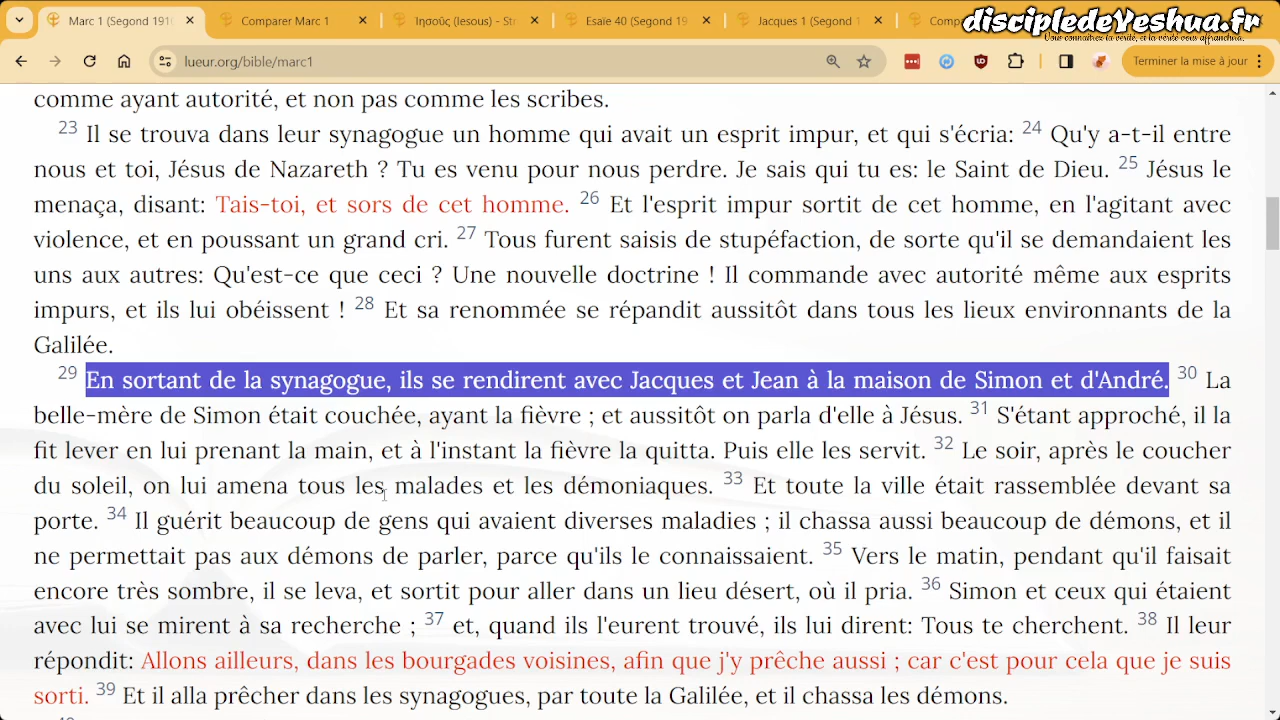 Marc 1 (Segond 1910
Comparer Marc 1
Ἰησοῦς (Iesous) - Str
Esaïe 40 (Segond 19
Jacques 1 (Segond 1
Comp
discipledeYeshua.fr
Vous connaîtrez la vérité, et la vérité vous affranchira.
lueur.org/bible/marc1
Terminer la mise à jour
comme ayant autorité, et non pas comme les scribes.
23 Il se trouva dans leur synagogue un homme qui avait un esprit impur, et qui s'écria: 24 Qu'y a-t-il entre
nous et toi, Jésus de Nazareth ? Tu es venu pour nous perdre. Je sais qui tu es: le Saint de Dieu. 25 Jésus le
menaça, disant: Tais-toi, et sors de cet homme. 26 Et l'esprit impur sortit de cet homme, en l'agitant avec
violence, et en poussant un grand cri. 27 Tous furent saisis de stupéfaction, de sorte qu'il se demandaient les
uns aux autres: Qu'est-ce que ceci ? Une nouvelle doctrine ! Il commande avec autorité même aux esprits
impurs, et ils lui obéissent ! 28 Et sa renommée se répandit aussitôt dans tous les lieux environnants de la
Galilée.
29 En sortant de la synagogue, ils se rendirent avec Jacques et Jean à la maison de Simon et d'André. 30 La
belle-mère de Simon était couchée, ayant la fièvre ; et aussitôt on parla d'elle à Jésus. 31 S'étant approché, il la
fit lever en lui prenant la main, et à l'instant la fièvre la quitta. Puis elle les servit. 32 Le soir, après le coucher
du soleil, on lui amena tous les malades et les démoniaques. 33 Et toute la ville était rassemblée devant sa
porte. 34 Il guérit beaucoup de gens qui avaient diverses maladies ; il chassa aussi beaucoup de démons, et il
ne permettait pas aux démons de parler, parce qu'ils le connaissaient. 35 Vers le matin, pendant qu'il faisait
encore très sombre, il se leva, et sortit pour aller dans un lieu désert, où il pria. 36 Simon et ceux qui étaient
avec lui se mirent à sa recherche ; 37 et, quand ils l'eurent trouvé, ils lui dirent: Tous te cherchent. 38 Il leur
répondit: Allons ailleurs, dans les bourgades voisines, afin que j'y prêche aussi ; car c'est pour cela que je suis
sorti. 39 Et il alla prêcher dans les synagogues, par toute la Galilée, et il chassa les démons.